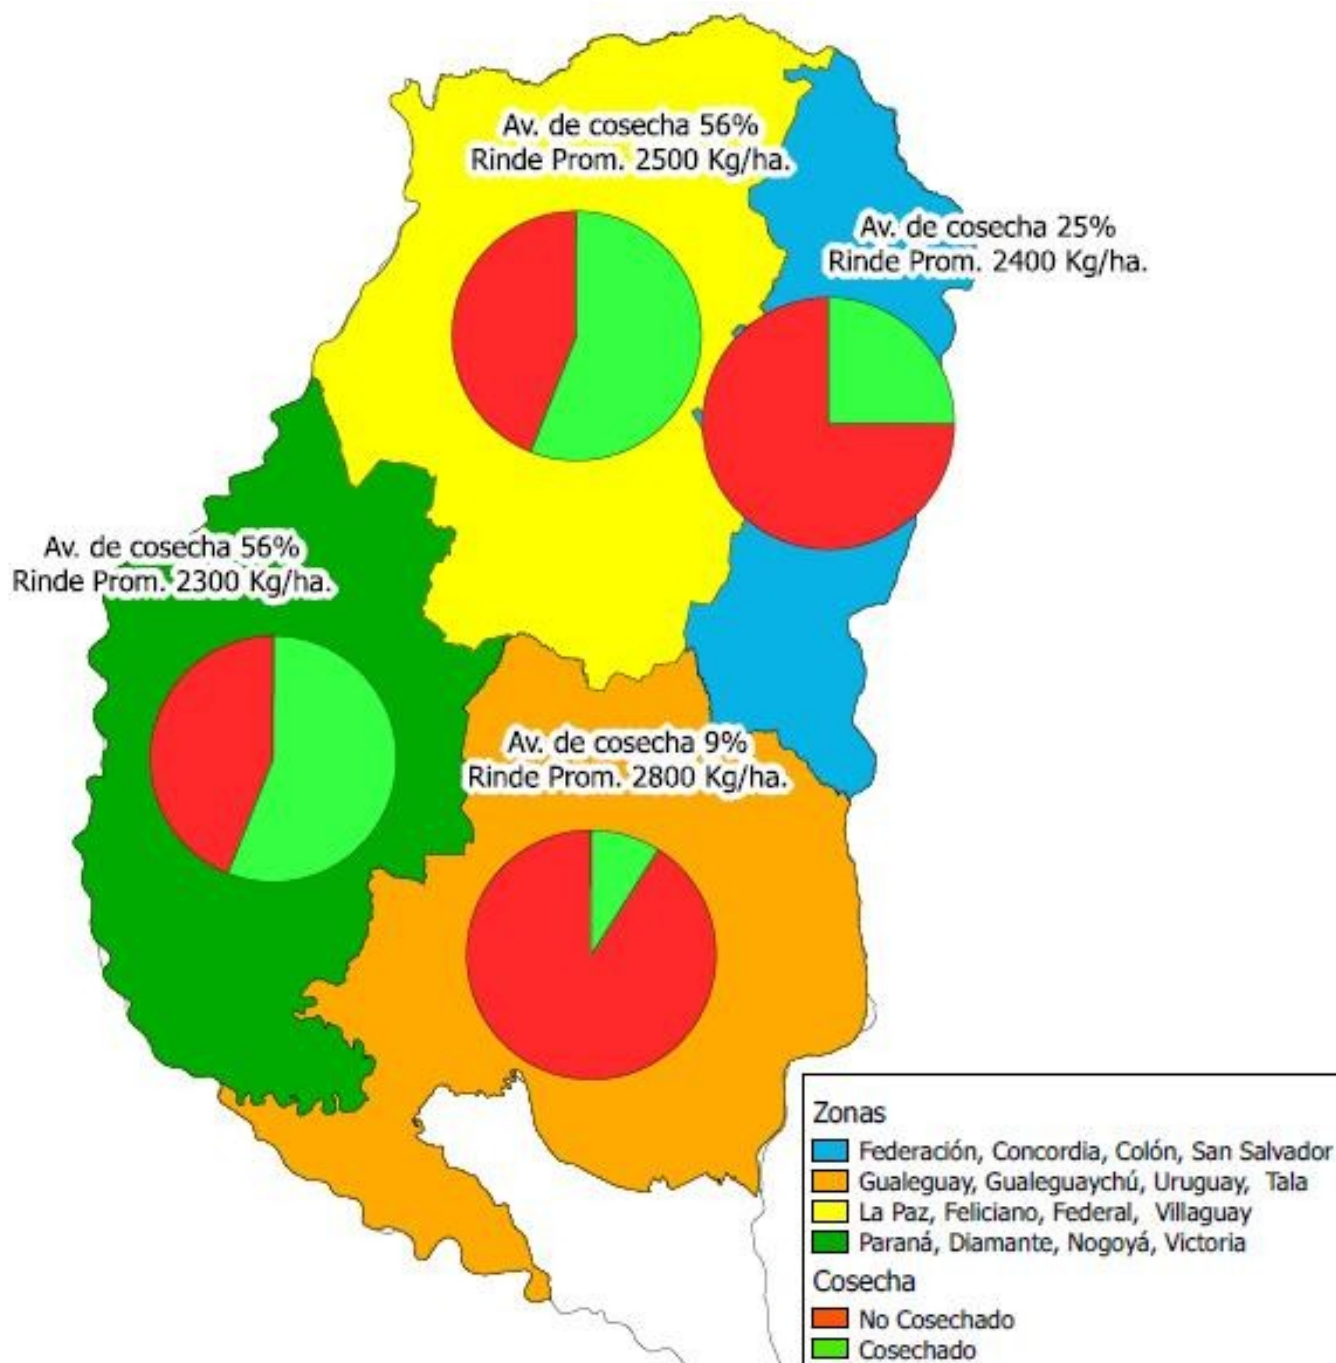 Av. de cosecha 56%
Rinde Prom. 2500 Kg/ha.
Av. de cosecha 25%
Rinde Prom. 2400 Kg/ha.
Av. de cosecha 56%
Rinde Prom. 2300 Kg/ha.
Av. de cosecha 9%
Rinde Prom. 2800 Kg/ha.
Zonas
Federación, Concordia, Colón, San Salvador
Gualeguay, Gualeguaychú, Uruguay, Tala
La Paz, Feliciano, Federal, Villaguay
Paraná, Diamante, Nogoyá, Victoria
Cosecha
No Cosechado
Cosechado